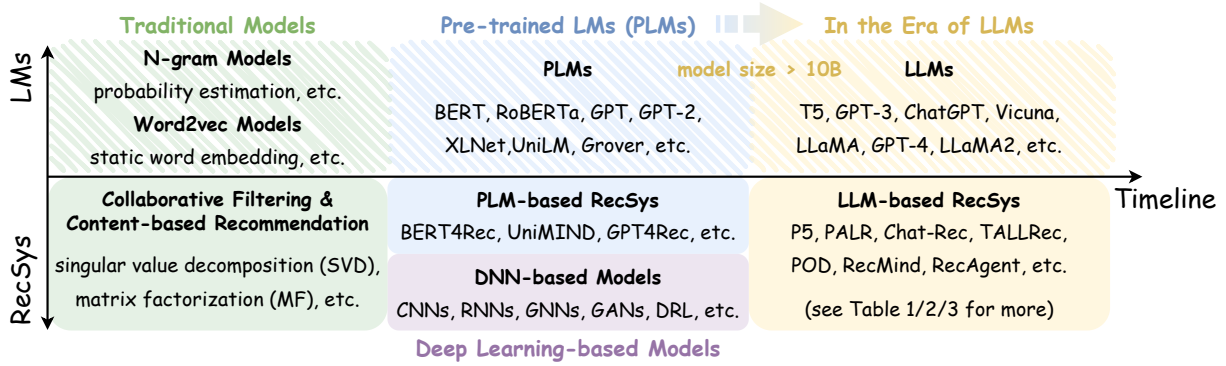 Traditional Models
Pre-trained LMs (PLMs)
In the Era of LLMs
LMs
N-gram Models
probability estimation, etc.
Word2vec Models
static word embedding, etc.
PLMs
BERT, RoBERTa, GPT, GPT-2,
XLNet,UniLM, Grover, etc.
model size > 10B
LLMs
T5, GPT-3, ChatGPT, Vicuna,
LLaMA, GPT-4, LLaMA2, etc.
Timeline
RecSys
Collaborative Filtering &
Content-based Recommendation
singular value decomposition (SVD),
matrix factorization (MF), etc.
PLM-based RecSys
BERT4Rec, UniMIND, GPT4Rec, etc.
DNN-based Models
CNNs, RNNs, GNNs, GANs, DRL, etc.
Deep Learning-based Models
LLM-based RecSys
P5, PALR, Chat-Rec, TALLRec,
POD, RecMind, RecAgent, etc.
(see Table 1/2/3 for more)